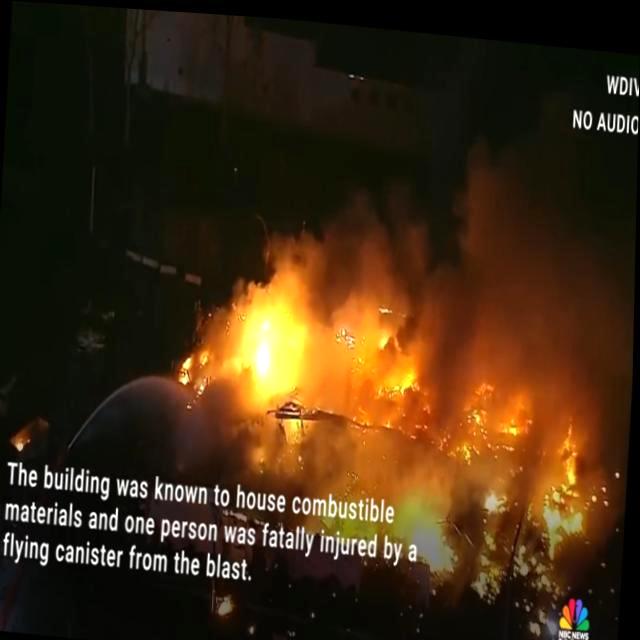 WDIV
NO AUDIO
The building was known to house combustible
materials and one person was fatally injured by a
flying canister from the blast.
NBC NEWS